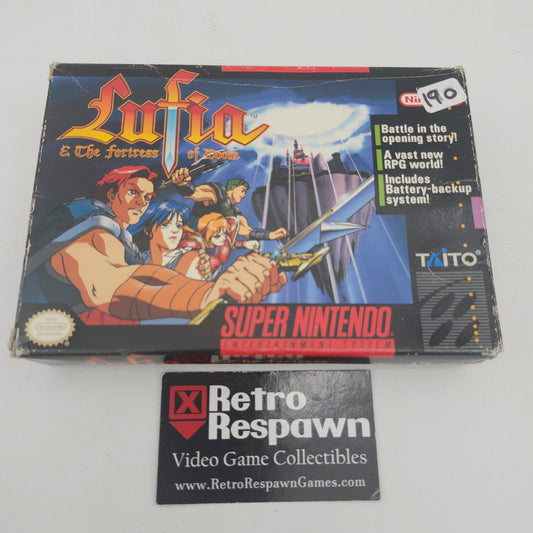 Lufia
& The Fortress of Doom
TM
190
Battle in the
opening story!
A vast new
RPG world!
Includes
Battery-backup
system!
TAITO
SUPER NINTENDO
ENTERTAINMENT SYSTEM
Retro
Respawn
Video Game Collectibles
www.RetroRespawnGames.com